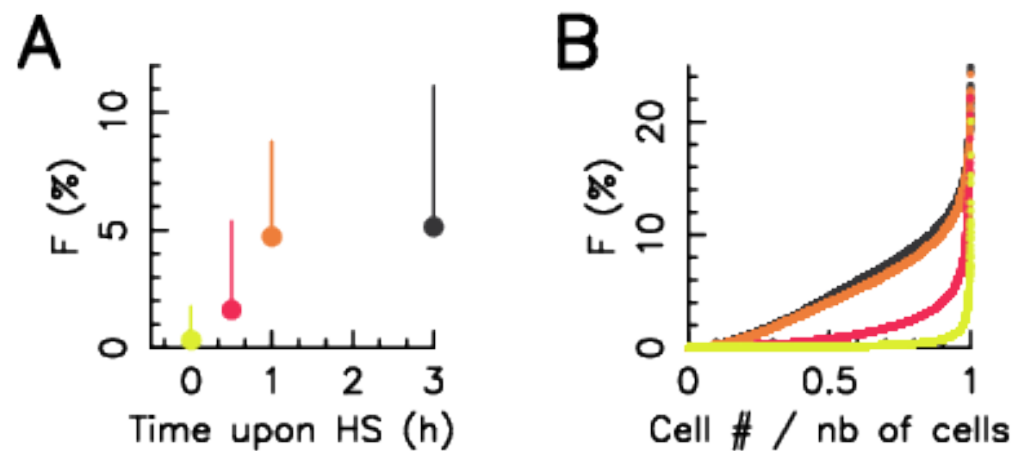 A
F (%)
10
5
0
0 1 2 3
Time upon HS (h)
B
F (%)
20
10
0
0 0.5 1
Cell # / nb of cells